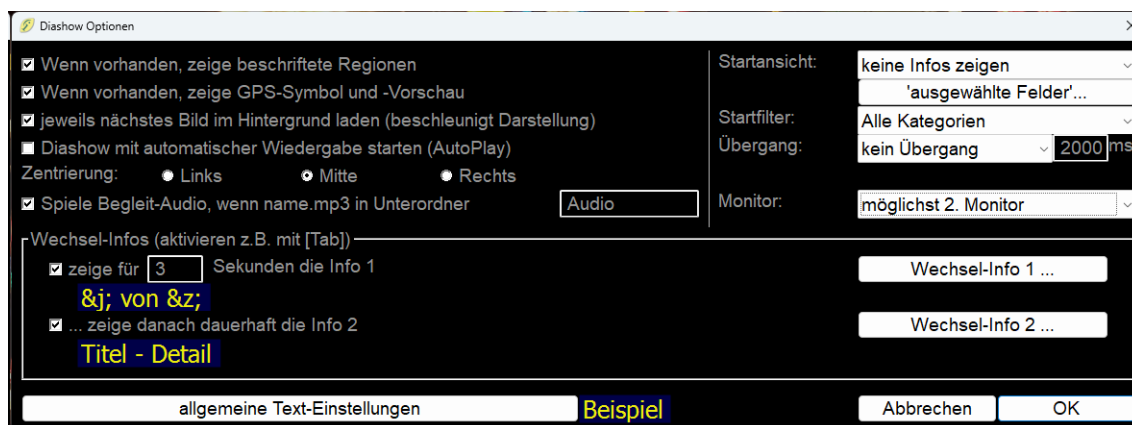 Diashow Optionen
Wenn vorhanden, zeige beschriftete Regionen
Wenn vorhanden, zeige GPS-Symbol und -Vorschau
jeweils nächstes Bild im Hintergrund laden (beschleunigt Darstellung)
Diashow mit automatischer Wiedergabe starten (AutoPlay)
Zentrierung: Links Mitte Rechts
Spiele Begleit-Audio, wenn name.mp3 in Unterordner Audio
Startansicht: keine Infos zeigen
'ausgewählte Felder'...
Startfilter: Alle Kategorien
Übergang: kein Übergang 2000 ms
Monitor: möglichst 2. Monitor
Wechsel-Infos (aktivieren z.B. mit [Tab])
zeige für 3 Sekunden die Info 1 Wechsel-Info 1 ...
&j; von &z;
... zeige danach dauerhaft die Info 2 Wechsel-Info 2 ...
Titel - Detail
allgemeine Text-Einstellungen Beispiel Abbrechen OK